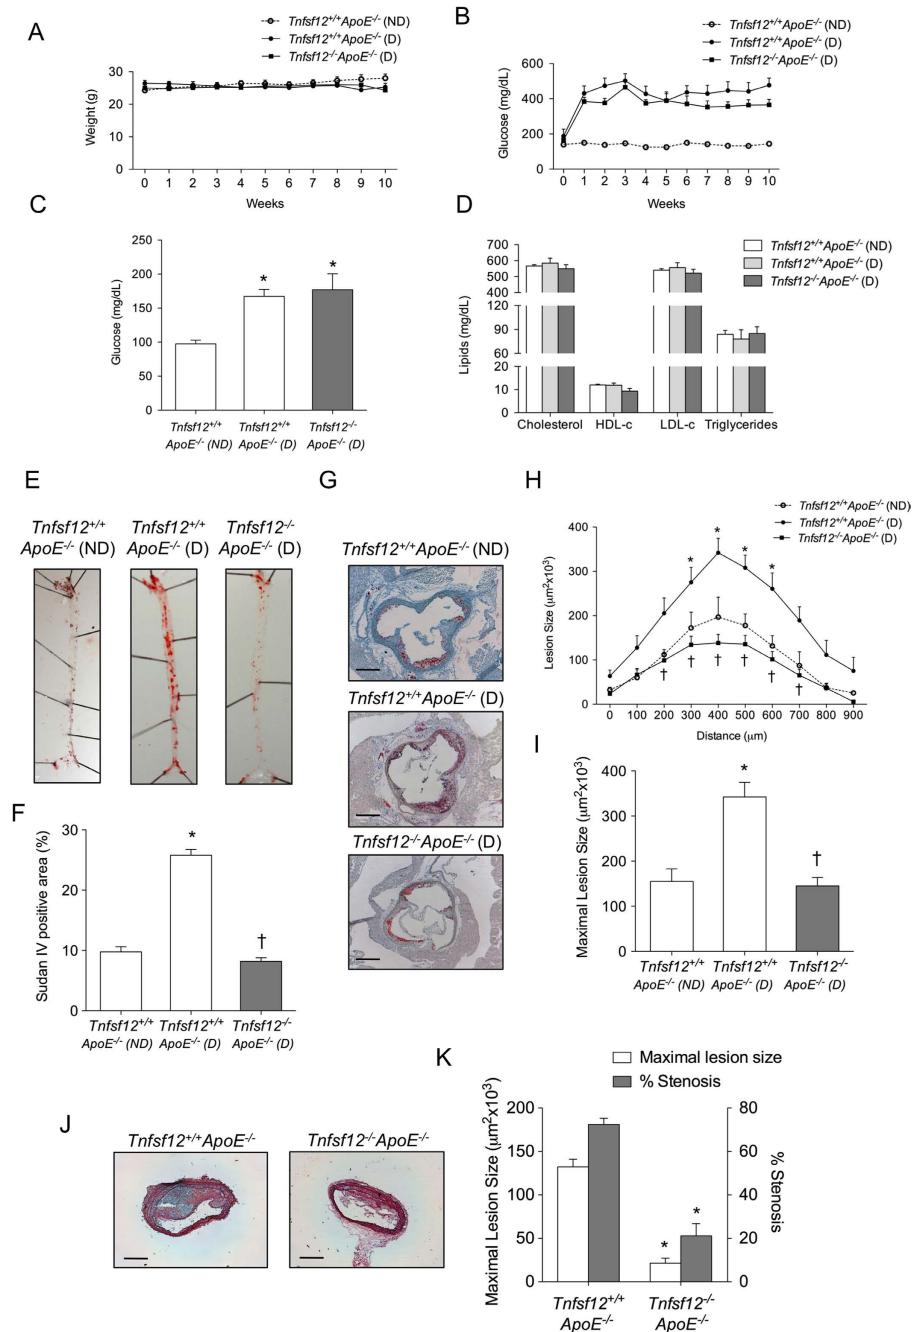 A
Tnfsf12+/+ApoE-/- (ND)
Tnfsf12+/+ApoE-/- (D)
Tnfsf12-/-ApoE-/- (D)
Weight (g)
30
20
10
0
0 1 2 3 4 5 6 7 8 9 10
Weeks
B
Tnfsf12+/+ApoE-/- (ND)
Tnfsf12+/+ApoE-/- (D)
Tnfsf12-/-ApoE-/- (D)
Glucose (mg/dL)
600
400
200
0
0 1 2 3 4 5 6 7 8 9 10
Weeks
C
Glucose (mg/dL)
250
200
150
100
50
0
* *
Tnfsf12+/+ Tnfsf12+/+ Tnfsf12-/-
ApoE-/- (ND) ApoE-/- (D) ApoE-/- (D)
D
Tnfsf12+/+ApoE-/- (ND)
Tnfsf12+/+ApoE-/- (D)
Tnfsf12-/-ApoE-/- (D)
Lipids (mg/dL)
700
600
500
400
120
90
60
20
10
0
Cholesterol HDL-c LDL-c Triglycerides
E
Tnfsf12+/+ Tnfsf12+/+ Tnfsf12-/-
ApoE-/- (ND) ApoE-/- (D) ApoE-/- (D)
F
Sudan IV positive area (%)
30
20
10
0
* †
Tnfsf12+/+ Tnfsf12+/+ Tnfsf12-/-
ApoE-/- (ND) ApoE-/- (D) ApoE-/- (D)
G
Tnfsf12+/+ApoE-/- (ND)
Tnfsf12+/+ApoE-/- (D)
Tnfsf12-/-ApoE-/- (D)
H
Tnfsf12+/+ApoE-/- (ND)
Tnfsf12+/+ApoE-/- (D)
Tnfsf12-/-ApoE-/- (D)
Lesion Size (μm2x103)
400
300
200
100
0
* * * *
† † † † † †
0 100 200 300 400 500 600 700 800 900
Distance (μm)
I
Maximal Lesion Size (μm2x103)
400
300
200
100
0
* †
Tnfsf12+/+ Tnfsf12+/+ Tnfsf12-/-
ApoE-/- (ND) ApoE-/- (D) ApoE-/- (D)
J
Tnfsf12+/+ApoE-/- Tnfsf12-/-ApoE-/-
K
Maximal lesion size
% Stenosis
Maximal Lesion Size (μm2x103)
200
150
100
50
0
* *
80
60
40
20
0
% Stenosis
Tnfsf12+/+ Tnfsf12-/-
ApoE-/- ApoE-/-